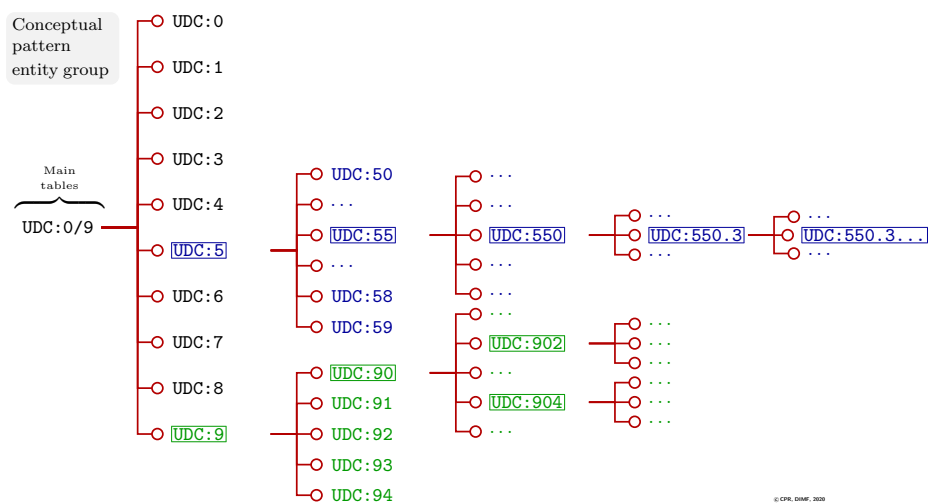 Conceptual
pattern
entity group
Main
tables
UDC:0/9
UDC:0
UDC:1
UDC:2
UDC:3
UDC:4
UDC:5
UDC:6
UDC:7
UDC:8
UDC:9
UDC:50
...
UDC:55
...
UDC:58
UDC:59
UDC:90
UDC:91
UDC:92
UDC:93
UDC:94
...
...
UDC:550
...
...
...
UDC:902
...
UDC:904
...
...
UDC:550.3
...
...
...
...
...
...
...
...
UDC:550.3...
...
© CPR, DIMF, 2020